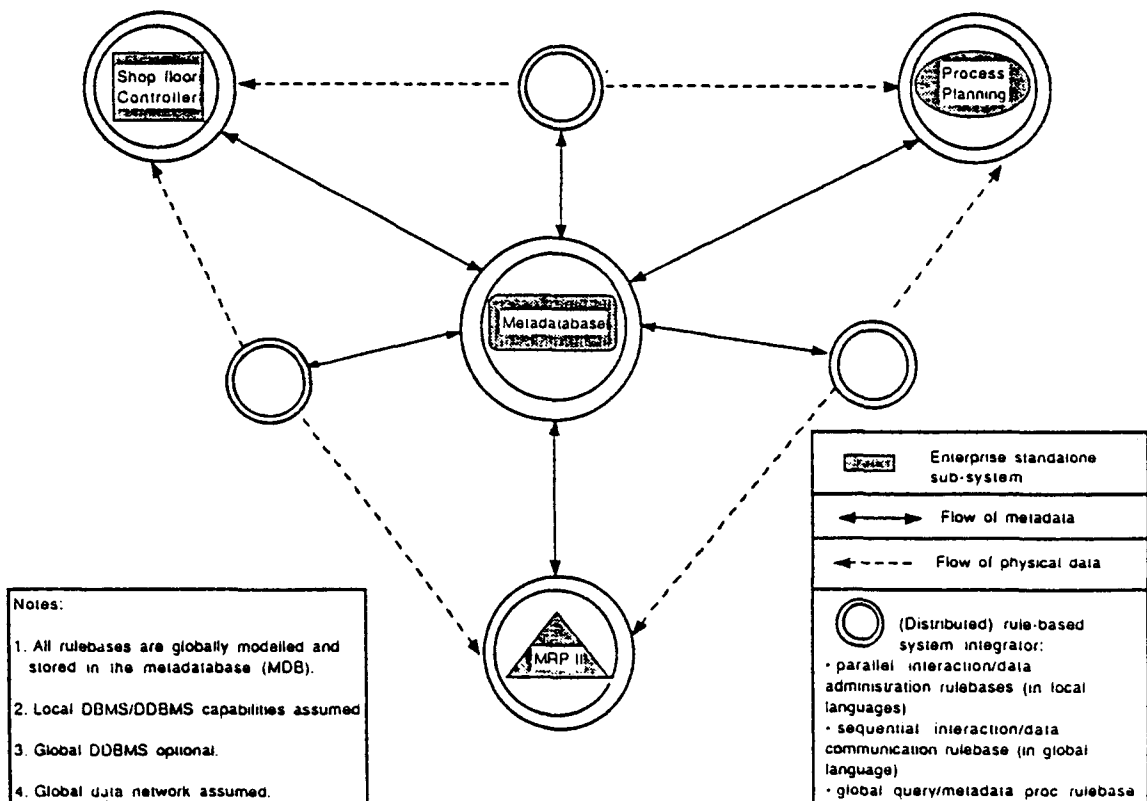 Shop floor
Controller
Process
Planning
Metadatabase
MRP II
Enterprise standalone
sub-system
Flow of metadata
Flow of physical data
(Distributed) rule-based
system integrator:
• parallel interaction/data
administration rulebases (in local
languages)
• sequential interaction/data
communication rulebase (in global
language)
• global query/metadata proc rulebase
Notes:
1. All rulebases are globally modelled and
stored in the metadatabase (MDB).
2. Local DBMS/DDBMS capabilities assumed
3. Global DDBMS optional.
4. Global data network assumed.